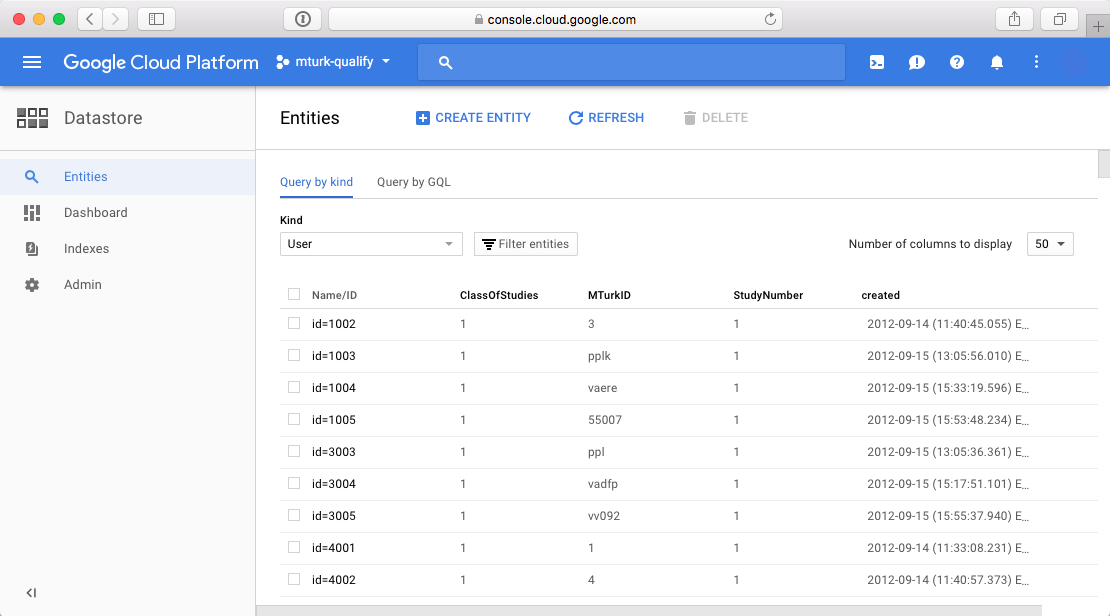 console.cloud.google.com
Google Cloud Platform mturk-qualify
Datastore
Entities
Dashboard
Indexes
Admin
Entities CREATE ENTITY REFRESH DELETE
Query by kind Query by GQL
Kind
User Filter entities Number of columns to display 50
Name/ID ClassOfStudies MTurkID StudyNumber created
id=1002 1 3 1 2012-09-14 (11:40:45.055) E...
id=1003 1 pplk 1 2012-09-15 (13:05:56.010) E...
id=1004 1 vaere 1 2012-09-15 (15:33:19.596) E...
id=1005 1 55007 1 2012-09-15 (15:53:48.234) E...
id=3003 1 ppl 1 2012-09-15 (13:05:36.361) E...
id=3004 1 vadfp 1 2012-09-15 (15:17:51.101) E...
id=3005 1 vv092 1 2012-09-15 (15:55:37.940) E...
id=4001 1 1 1 2012-09-14 (11:33:08.231) E...
id=4002 1 4 1 2012-09-14 (11:40:57.373) E...